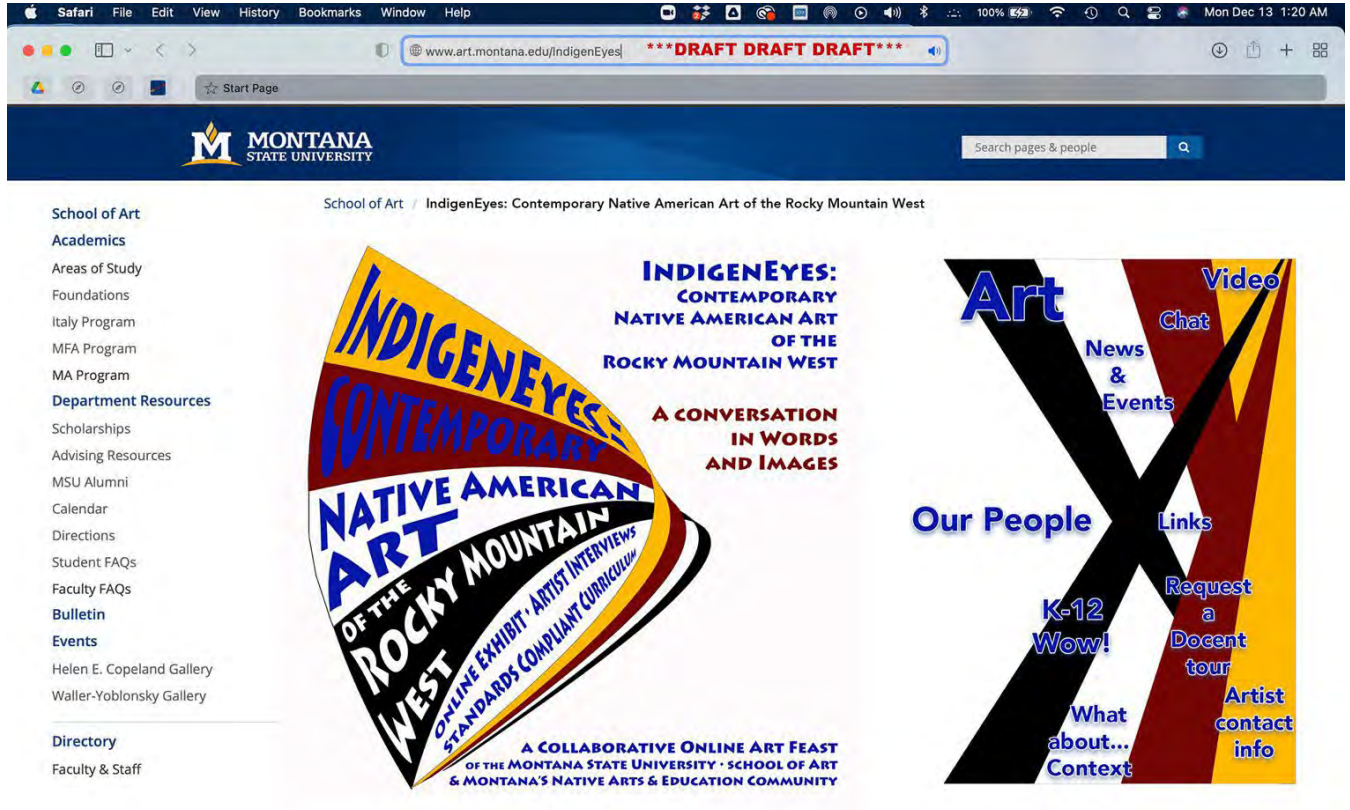 Safari File Edit View History Bookmarks Window Help 100% Mon Dec 13 1:20 AM
www.art.montana.edu/IndigenEyes ***DRAFT DRAFT DRAFT***
Start Page
MONTANA
STATE UNIVERSITY
Search pages & people
School of Art
Academics
Areas of Study
Foundations
Italy Program
MFA Program
MA Program
Department Resources
Scholarships
Advising Resources
MSU Alumni
Calendar
Directions
Student FAQs
Faculty FAQs
Bulletin
Events
Helen E. Copeland Gallery
Waller-Yoblonsky Gallery
Directory
Faculty & Staff
School of Art / IndigenEyes: Contemporary Native American Art of the Rocky Mountain West
INDIGENEYES:
CONTEMPORARY
NATIVE AMERICAN
ART
OF THE
ROCKY MOUNTAIN
WEST
ONLINE EXHIBIT · ARTIST INTERVIEWS
STANDARDS COMPLIANT CURRICULUM
INDIGENEYES:
CONTEMPORARY
NATIVE AMERICAN ART
OF THE
ROCKY MOUNTAIN WEST
A CONVERSATION
IN WORDS
AND IMAGES
A COLLABORATIVE ONLINE ART FEAST
OF THE MONTANA STATE UNIVERSITY · SCHOOL OF ART
& MONTANA'S NATIVE ARTS & EDUCATION COMMUNITY
Art
Video
Chat
News
&
Events
Our People
Links
K-12
Wow!
Request
a
Docent
tour
What
about...
Context
Artist
contact
info